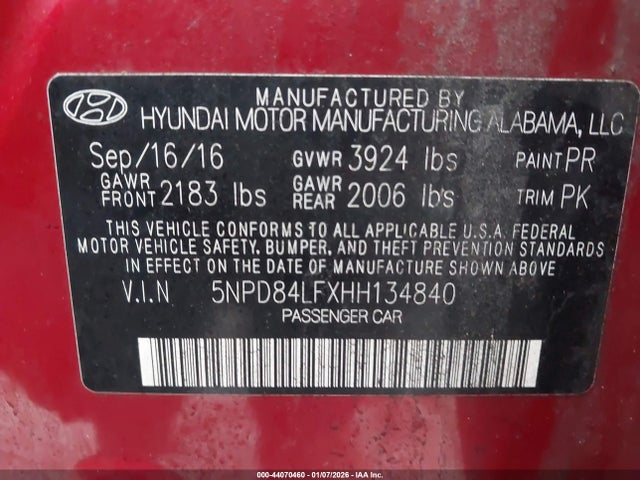 MANUFACTURED BY
HYUNDAI MOTOR MANUFACTURING ALABAMA, LLC
Sep/16/16 GVWR 3924 lbs PAINT PR
GAWR FRONT 2183 lbs GAWR REAR 2006 lbs TRIM PK
THIS VEHICLE CONFORMS TO ALL APPLICABLE U.S.A. FEDERAL
MOTOR VEHICLE SAFETY, BUMPER, AND THEFT PREVENTION STANDARDS
IN EFFECT ON THE DATE OF MANUFACTURE SHOWN ABOVE.
V.I.N 5NPD84LFXHH134840
PASSENGER CAR
000-44070460 | 01/07/2026 - IAA Inc.